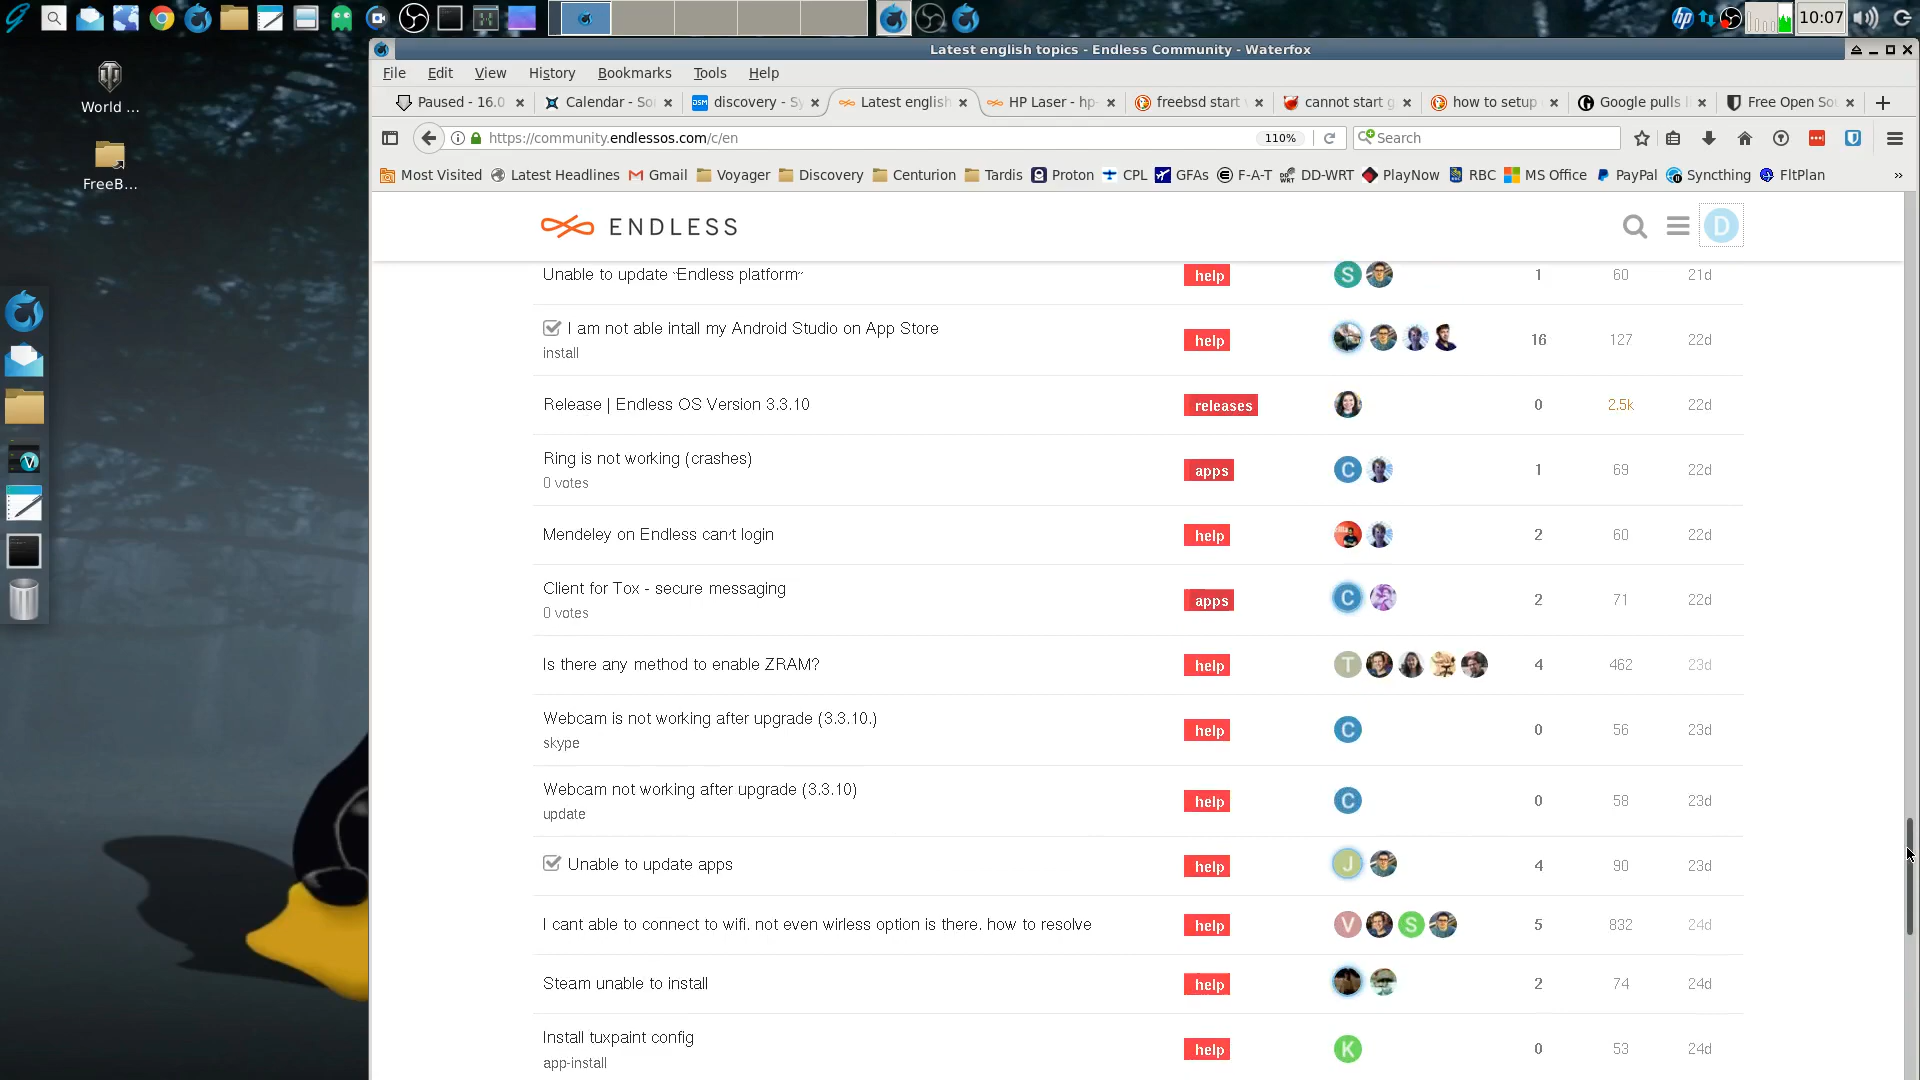 10:07
World ...
FreeB...
Latest english topics - Endless Community - Waterfox
File Edit View History Bookmarks Tools Help
Paused - 16.0 Calendar - So discovery - Sy Latest english HP Laser - hp- freebsd start cannot start g how to setup Google pulls l Free Open So
https://community.endlessos.com/c/en 110% Search
Most Visited Latest Headlines Gmail Voyager Discovery Centurion Tardis Proton CPL GFAs F-A-T DD-WRT PlayNow RBC MS Office PayPal Syncthing FltPlan »
ENDLESS D
Unable to update "Endless platform" help S 1 60 21d
I am not able intall my Android Studio on App Store
install
help 16 127 22d
Release | Endless OS Version 3.3.10 releases 0 2.5k 22d
Ring is not working (crashes)
0 votes
apps C 1 69 22d
Mendeley on Endless can't login help 2 60 22d
Client for Tox - secure messaging
0 votes
apps C 2 71 22d
Is there any method to enable ZRAM? help T 4 462 23d
Webcam is not working after upgrade (3.3.10.)
skype
help C 0 56 23d
Webcam not working after upgrade (3.3.10)
update
help C 0 58 23d
Unable to update apps help J 4 90 23d
I cant able to connect to wifi. not even wirless option is there. how to resolve help V S 5 832 24d
Steam unable to install help 2 74 24d
Install tuxpaint config
app-install
help K 0 53 24d